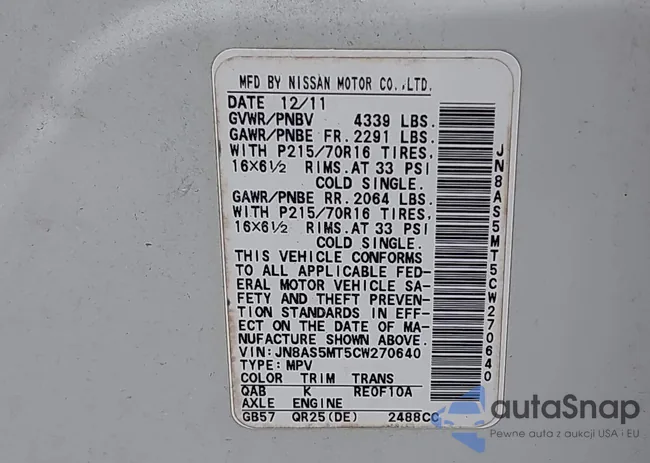 MFD BY NISSAN MOTOR CO.,LTD.
DATE 12/11
GVWR/PNBV 4339 LBS.
GAWR/PNBE FR. 2291 LBS.
WITH P215/70R16 TIRES,
16X6½ RIMS.AT 33 PSI
COLD SINGLE.
GAWR/PNBE RR. 2064 LBS.
WITH P215/70R16 TIRES,
16X6½ RIMS.AT 33 PSI
COLD SINGLE.
THIS VEHICLE CONFORMS
TO ALL APPLICABLE FED-
ERAL MOTOR VEHICLE SA-
FETY AND THEFT PREVEN-
TION STANDARDS IN EFF-
ECT ON THE DATE OF MA-
NUFACTURE SHOWN ABOVE.
VIN:JN8AS5MT5CW270640
TYPE:MPV
COLOR TRIM TRANS
QAB K RE0F10A
AXLE ENGINE
GB57 QR25(DE) 2488CC
JN8AS5MT5CW270640
autaSnap
Pewne auta z aukcji USA i EU